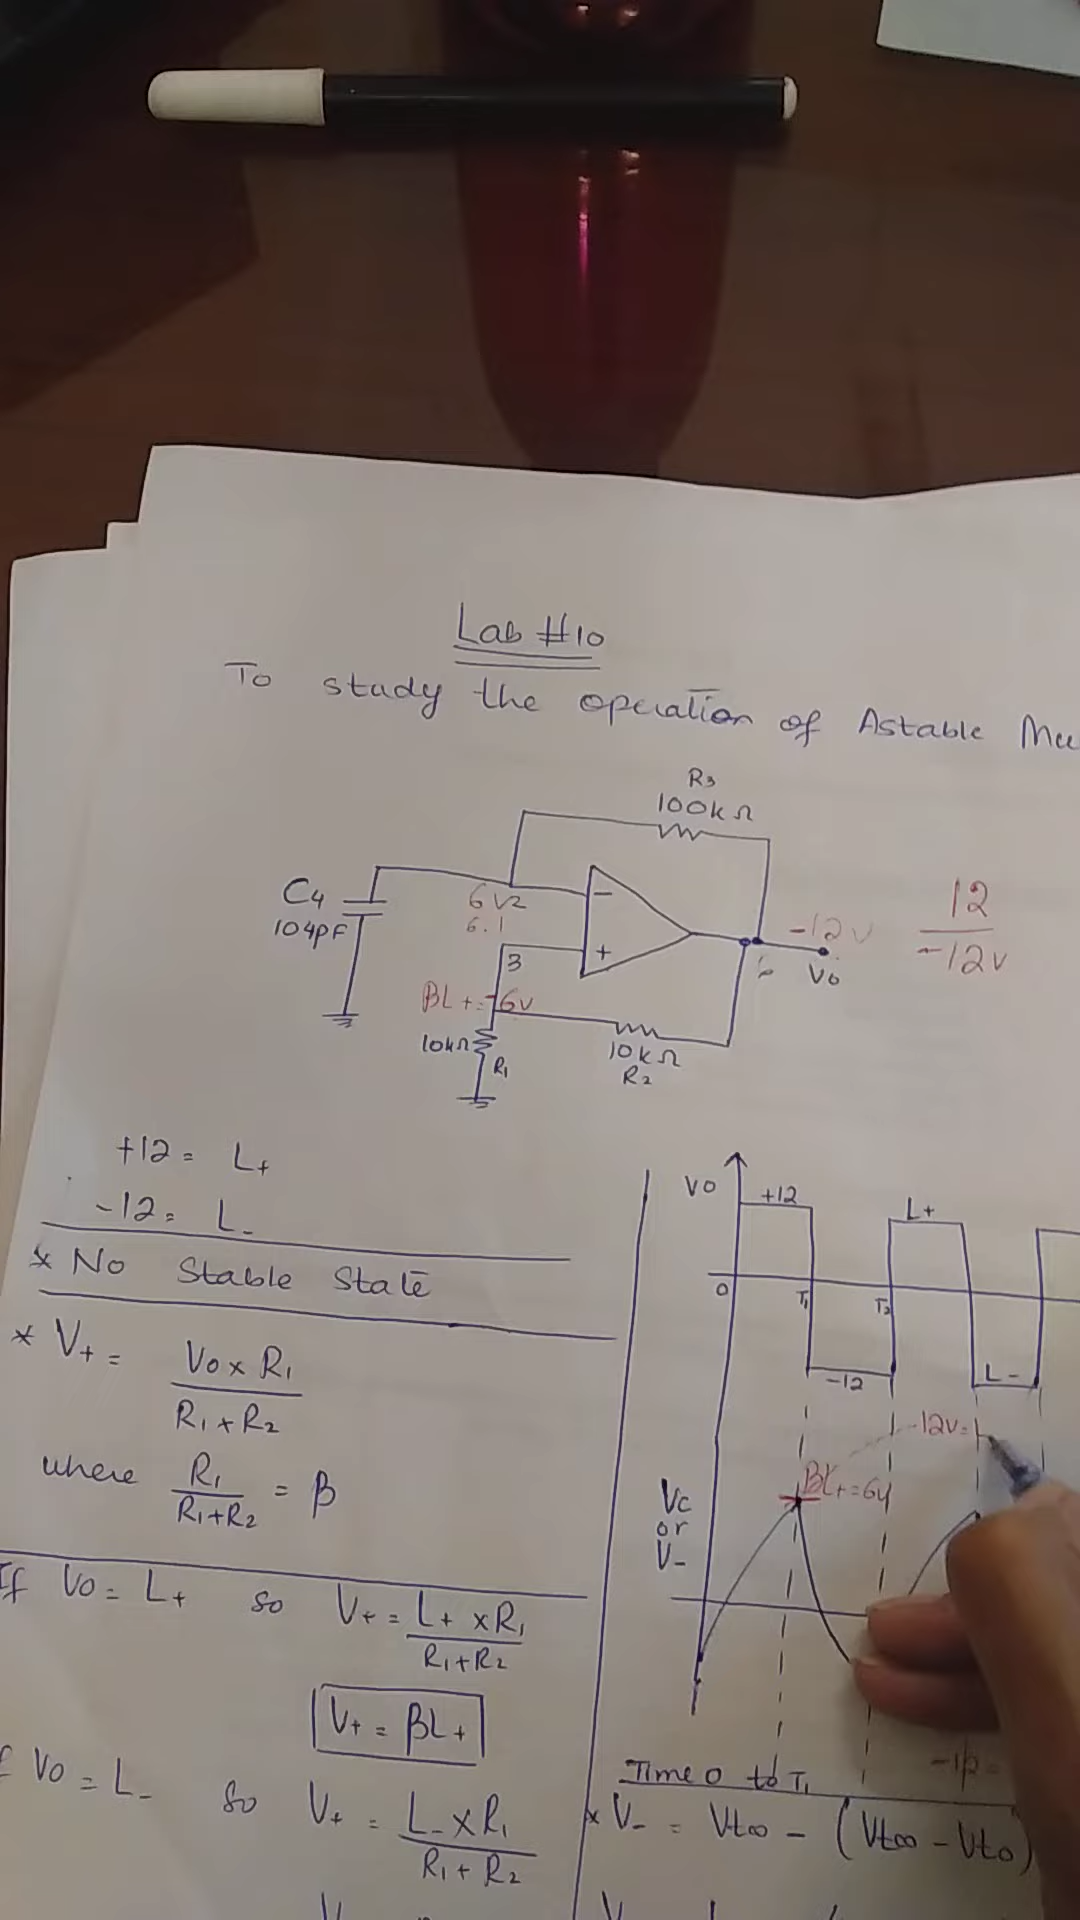 Lab #10
To study the operation of Astable
R3
100kΩ
C4
104pF
6V2
6.1
-
+
3
-12V
Vo
12
-12V
BL+=6V
10kΩ
R1
10kΩ
R2
+12 = L+
-12 = L-
* No Stable State
* V+ = Vo x R1
R1+R2
where R1 = β
R1+R2
If Vo = L+ so V+ = L+ x R1
R1+R2
V+ = βL+
Vo = L- so V+ = L- x R1
R1+R2
Vo
+12
L+
0
T1
T2
-12
L-
-12V=
BL+=6V
Vc
or
V-
Time 0 to T1
* V- = Vt∞ - (Vt∞ - Vto)